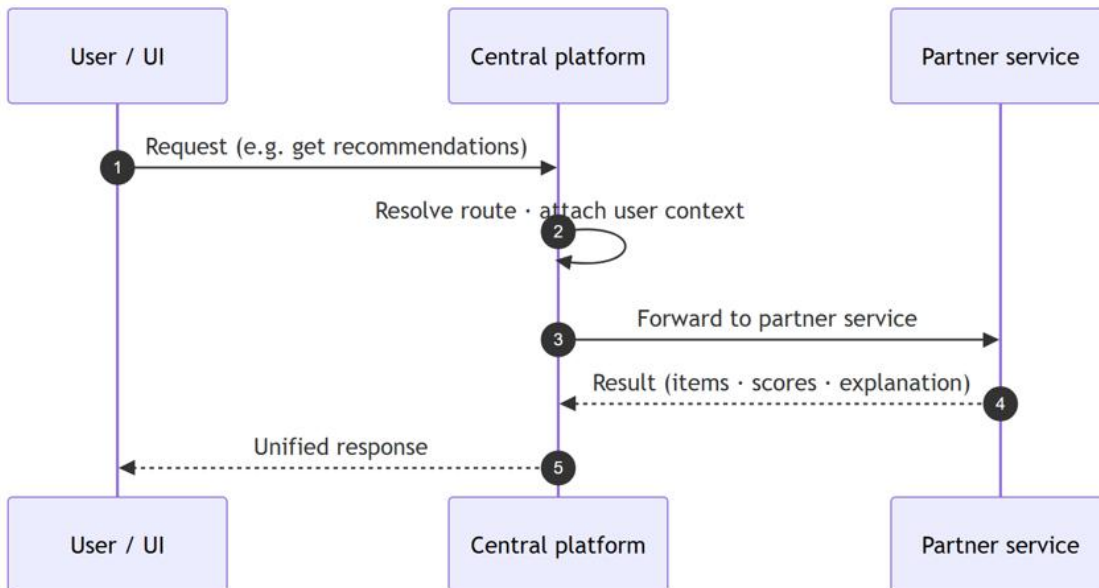 User / UI
Central platform
Partner service
Request (e.g. get recommendations)
1
Resolve route · attach user context
2
Forward to partner service
3
Result (items · scores · explanation)
4
Unified response
5
User / UI
Central platform
Partner service